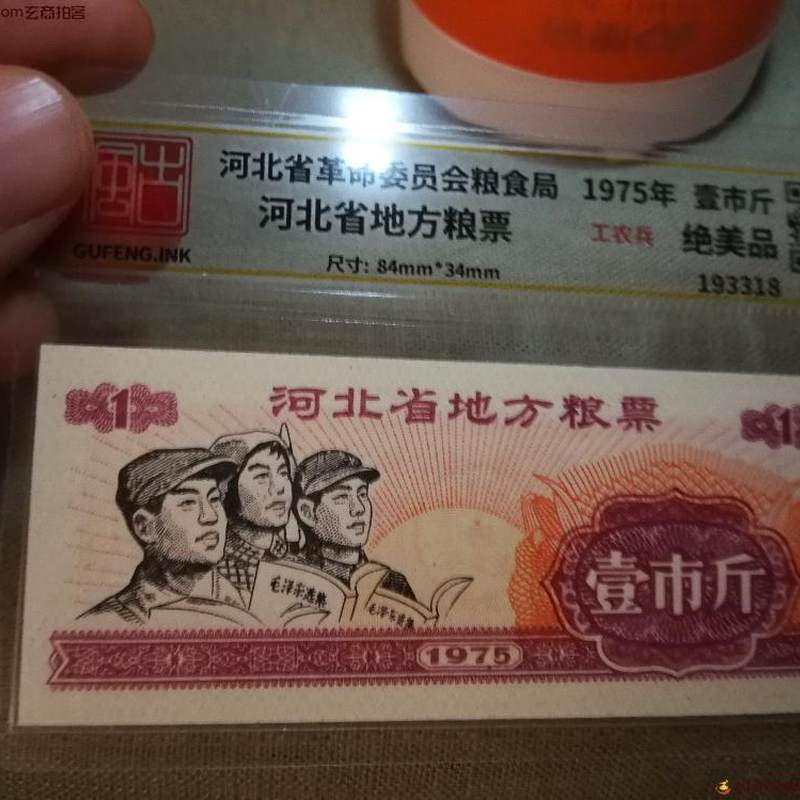 om玄商拍客
河北省革命委员会粮食局 1975年 壹市斤
河北省地方粮票 工农兵 绝美品
GUFENG.INK
尺寸: 84mm*34mm
193318
1 河北省地方粮票 1
毛泽东选集
毛泽东选集
壹市斤
1975